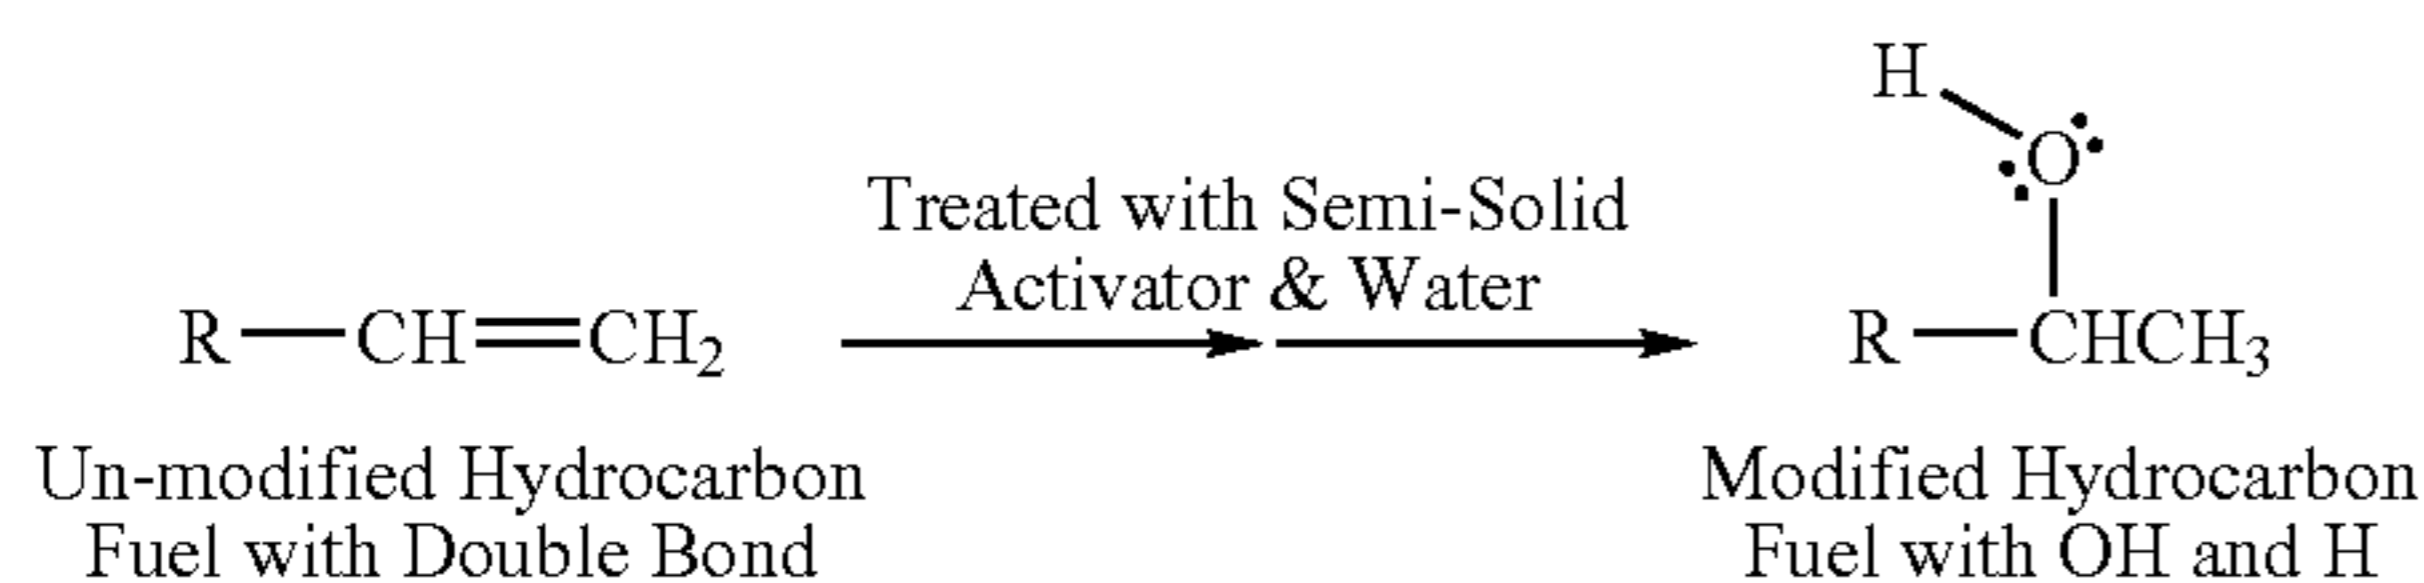 H
O
Treated with Semi-Solid
Activator & Water
R—CH=CH₂
R—CHCH₃
Un-modified Hydrocarbon
Fuel with Double Bond
Modified Hydrocarbon
Fuel with OH and H